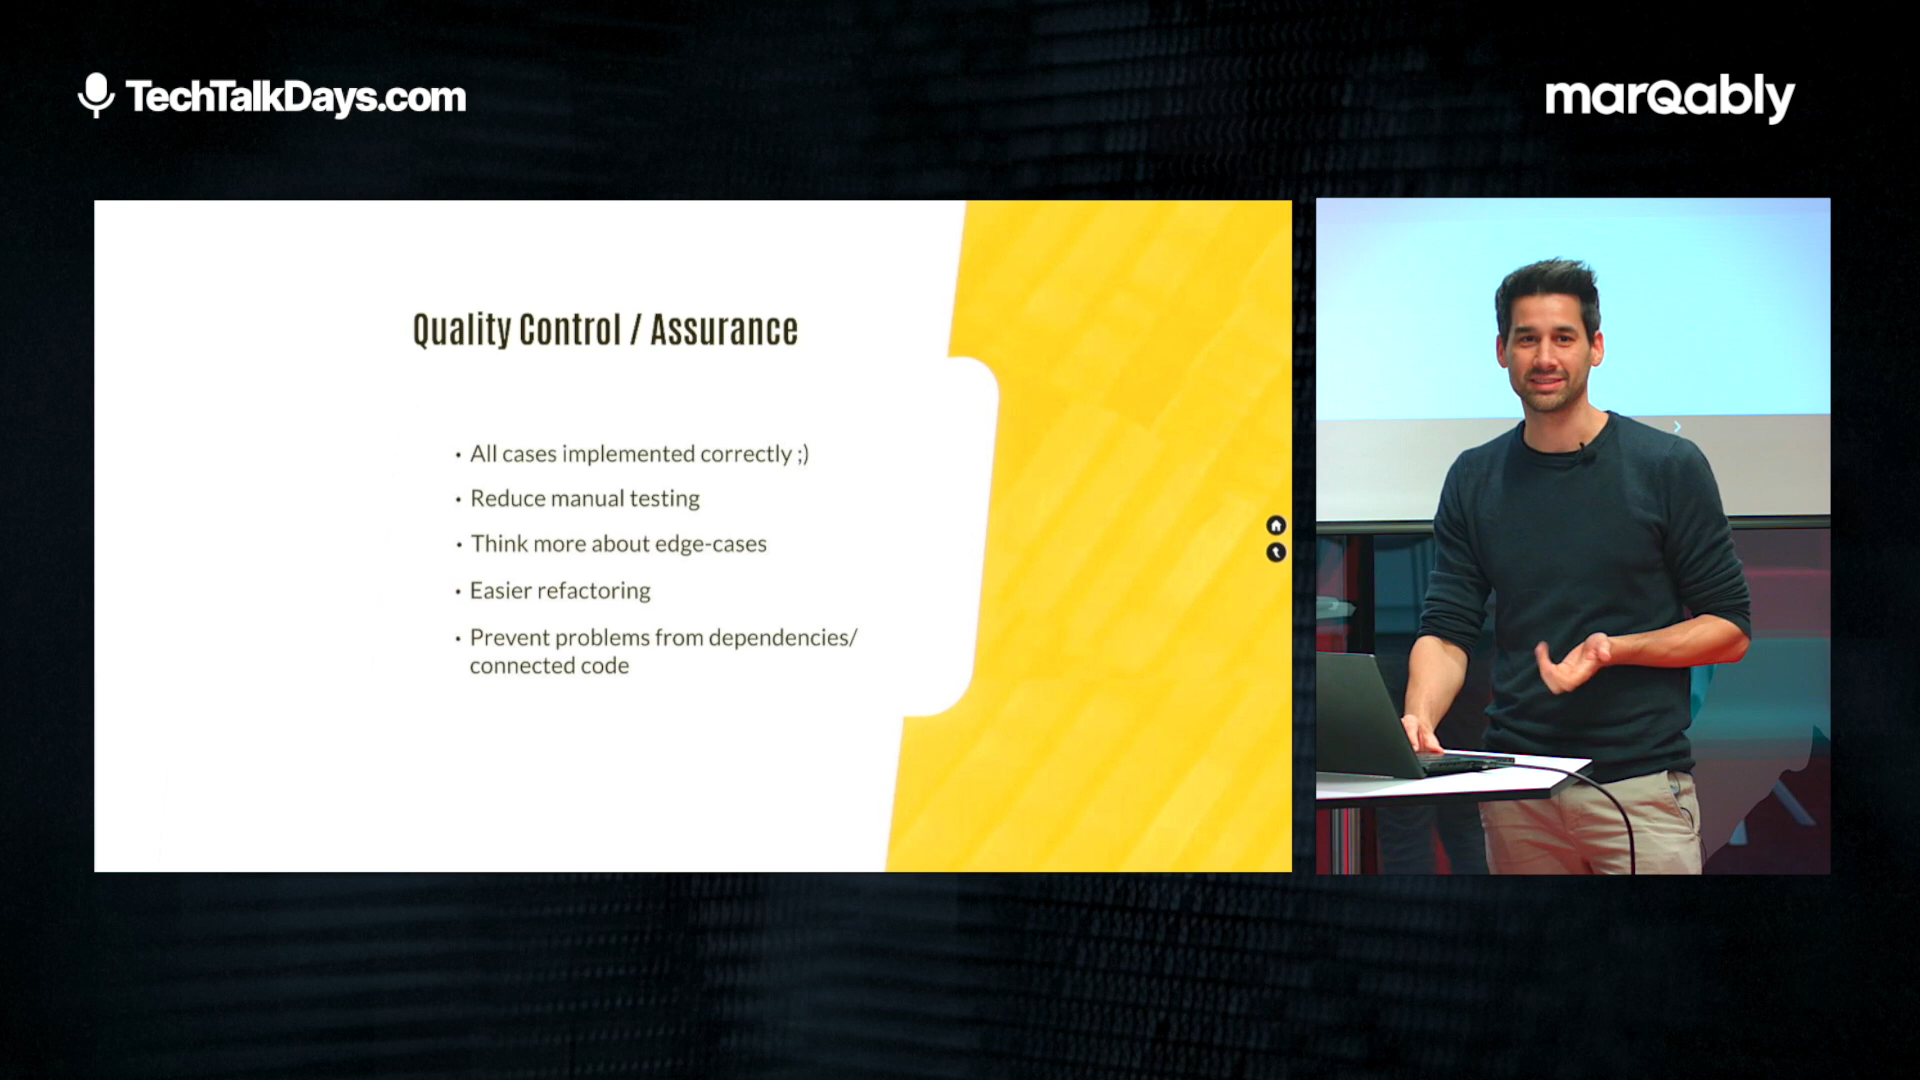 TechTalkDays.com
marQably
Quality Control / Assurance
• All cases implemented correctly ;)
• Reduce manual testing
• Think more about edge-cases
• Easier refactoring
• Prevent problems from dependencies/
connected code